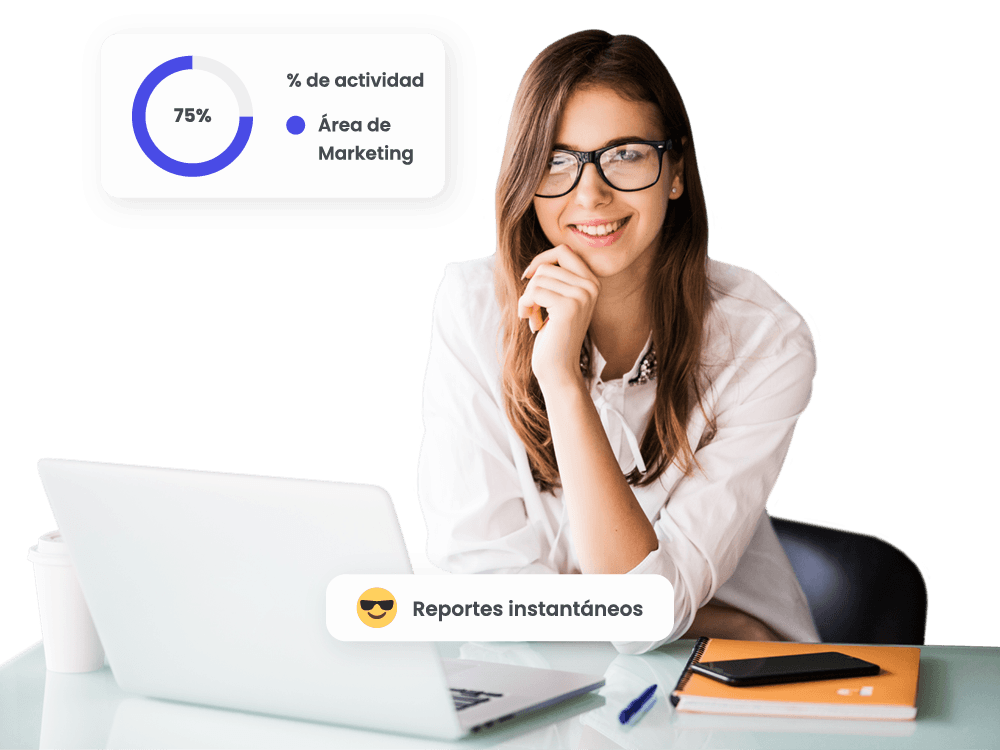 % de actividad
75%
Área de
Marketing
Reportes instantáneos